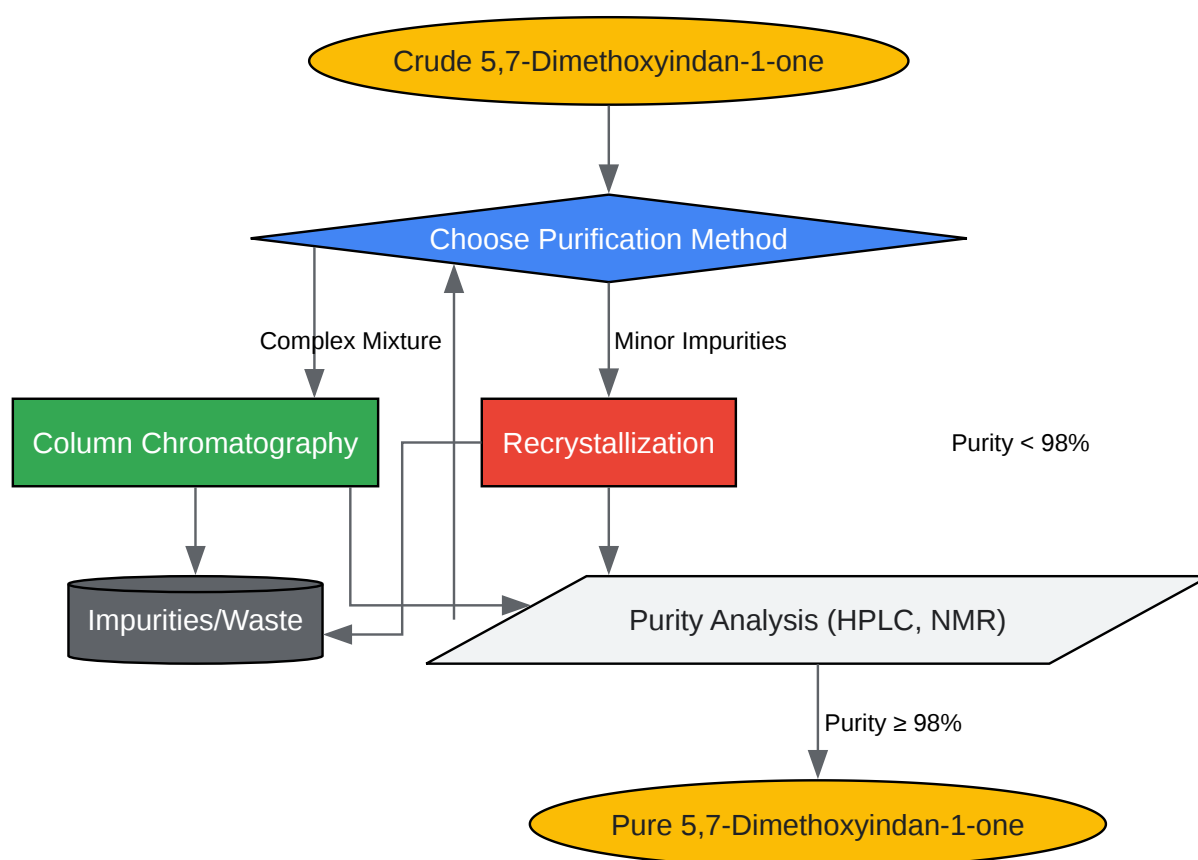 Crude 5,7-Dimethoxyindan-1-one
Choose Purification Method
Complex Mixture
Minor Impurities
Column Chromatography
Recrystallization
Purity < 98%
Impurities/Waste
Purity Analysis (HPLC, NMR)
Purity ≥ 98%
Pure 5,7-Dimethoxyindan-1-one